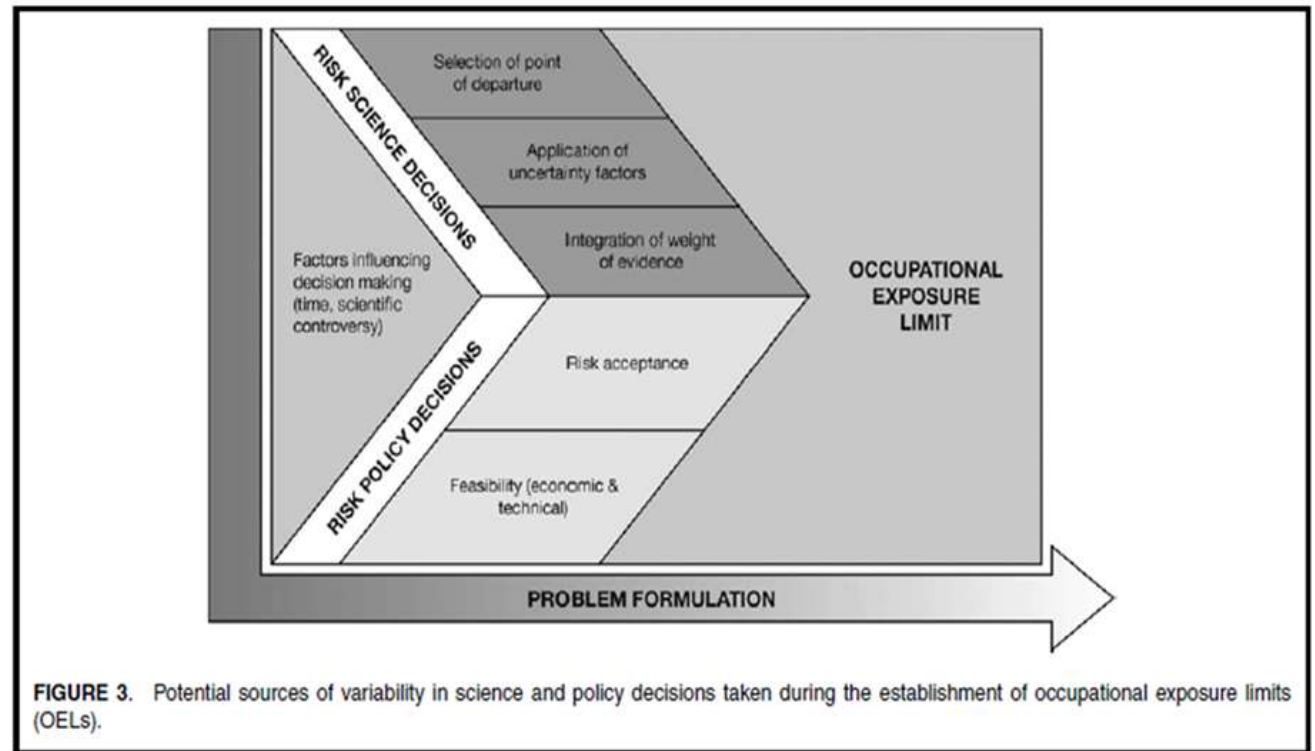 RISK SCIENCE DECISIONS
Selection of point
of departure
Application of
uncertainty factors
Integration of weight
of evidence
Factors influencing
decision making
(time, scientific
controversy)
OCCUPATIONAL
EXPOSURE
LIMIT
RISK POLICY DECISIONS
Risk acceptance
Feasibility (economic &
technical)
PROBLEM FORMULATION
FIGURE 3. Potential sources of variability in science and policy decisions taken during the establishment of occupational exposure limits
(OELs).